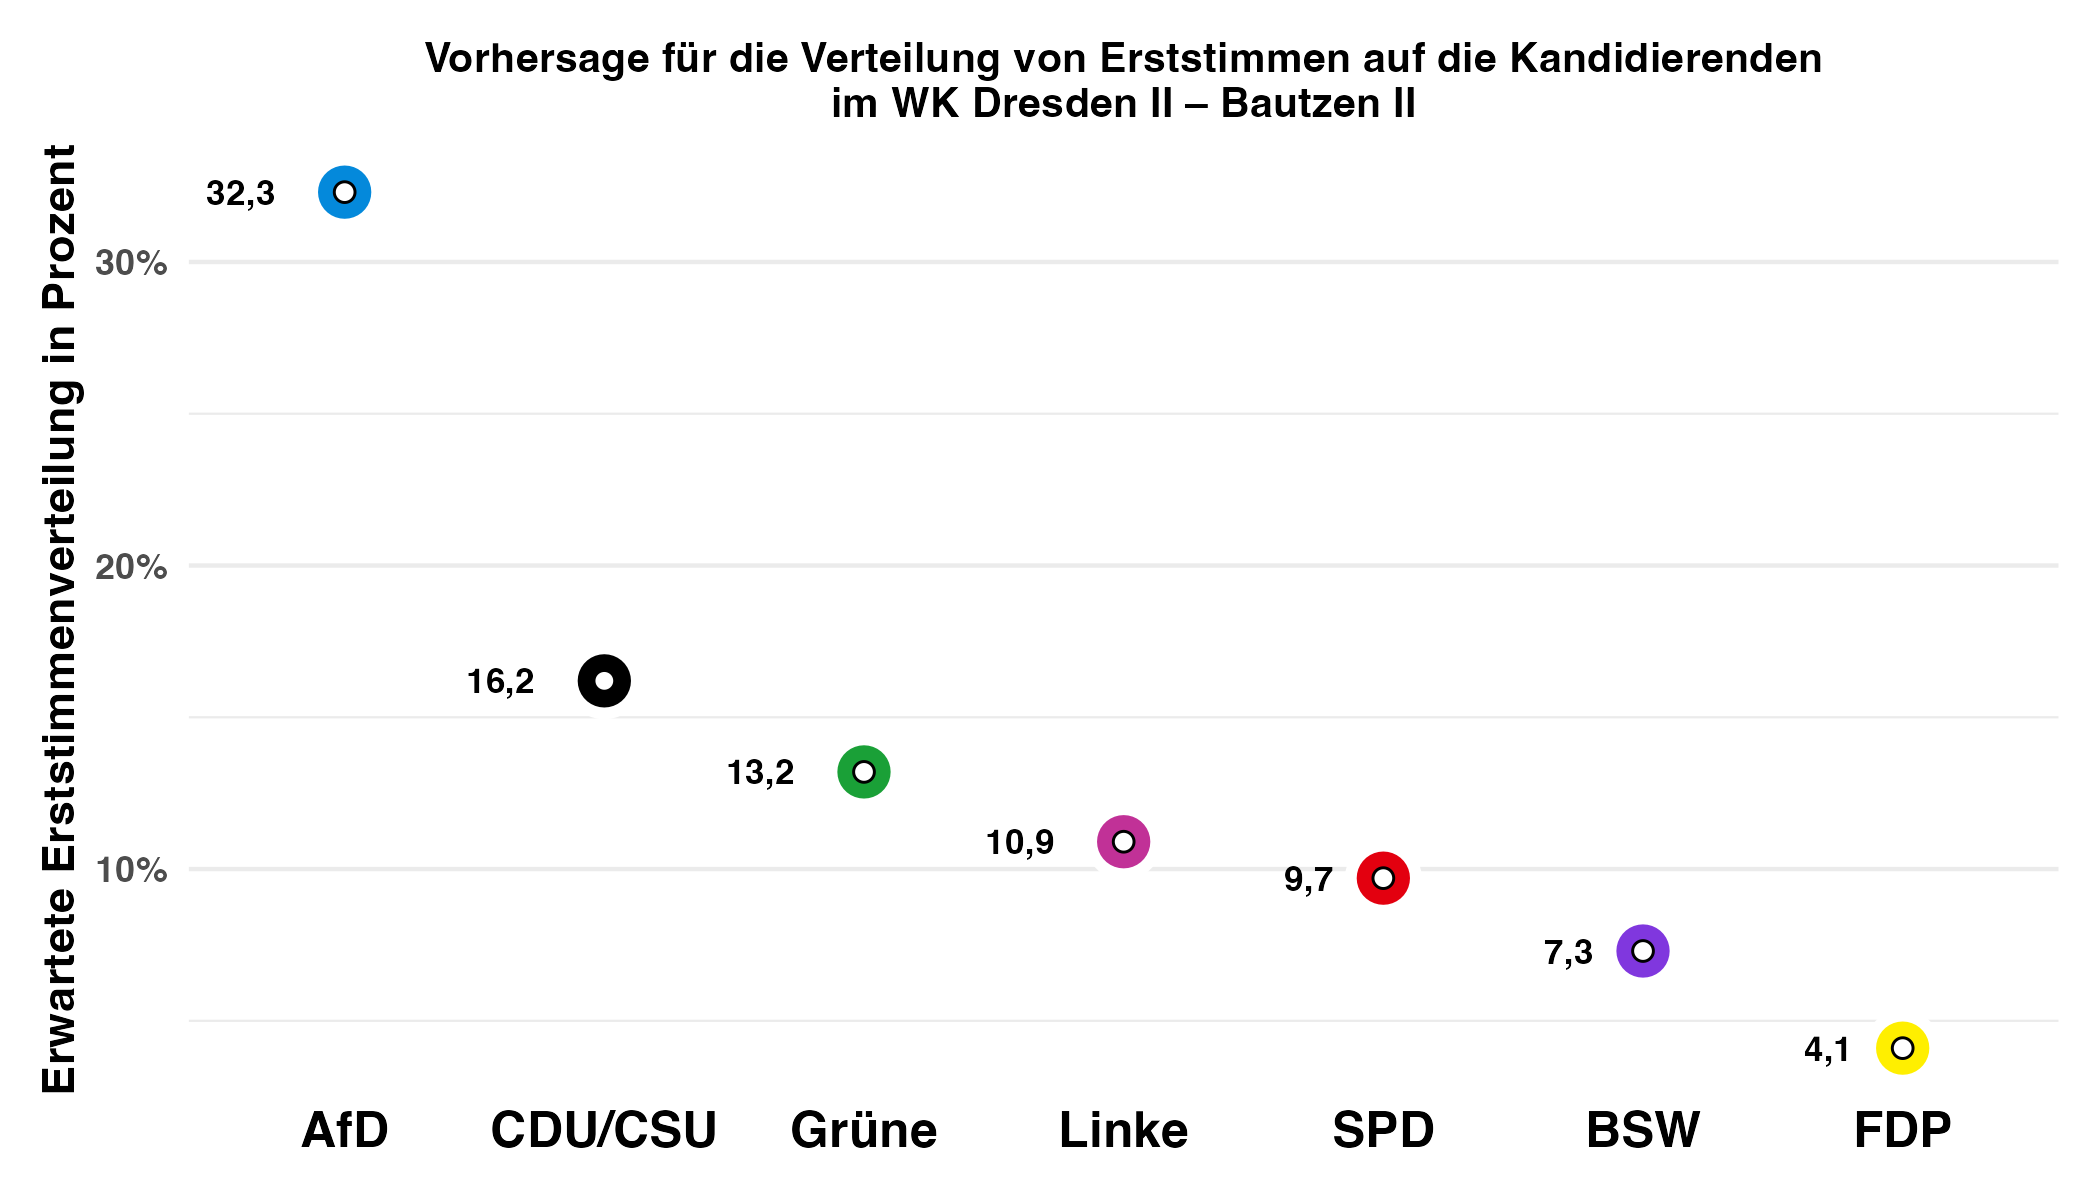 Vorhersage für die Verteilung von Erststimmen auf die Kandidierenden
im WK Dresden II – Bautzen II
Erwartete Erststimmenverteilung in Prozent
32,3
30%
20%
16,2
13,2
10,9
10%
9,7
7,3
4,1
AfD CDU/CSU Grüne Linke SPD BSW FDP